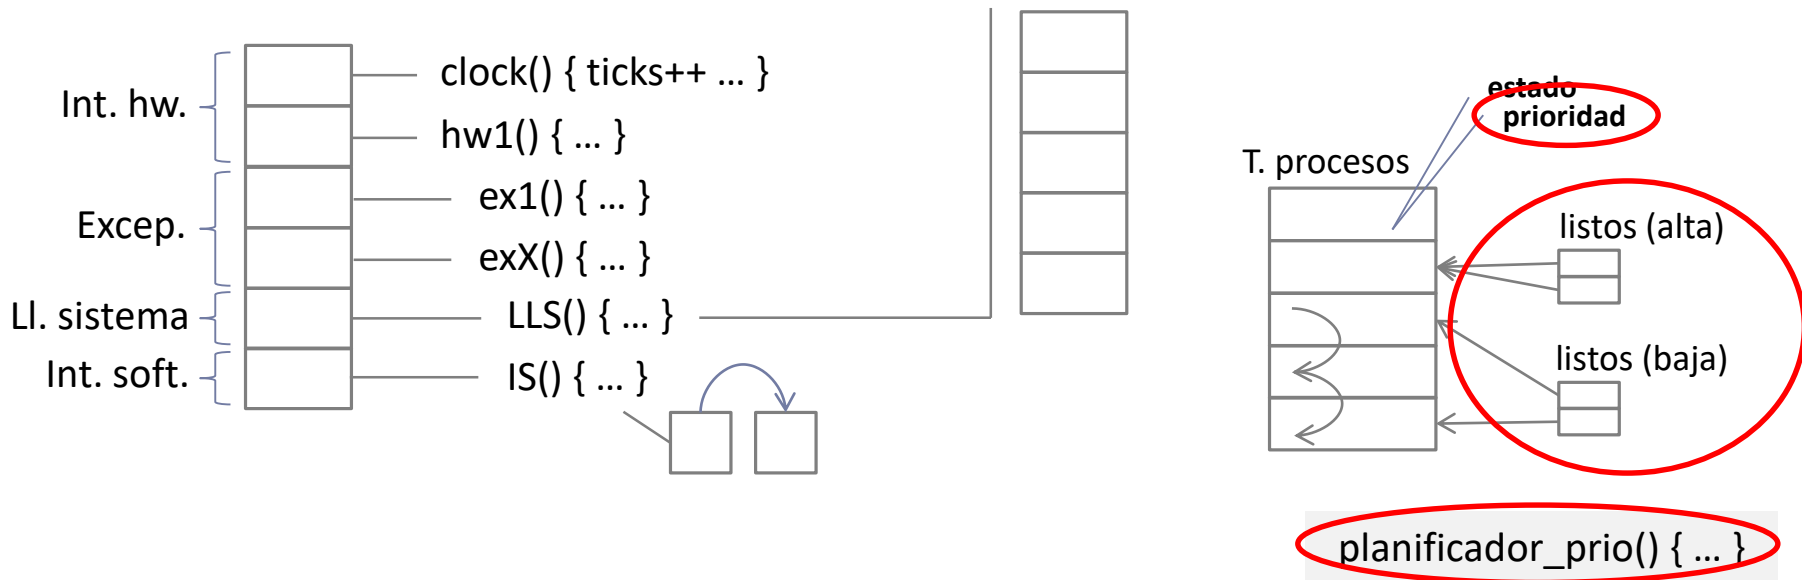 Int. hw.
clock() { ticks++ ... }
hw1() { ... }
Excep.
ex1() { ... }
exX() { ... }
Ll. sistema
LLS() { ... }
Int. soft.
IS() { ... }
estado
prioridad
T. procesos
listos (alta)
listos (baja)
planificador_prio() { ... }